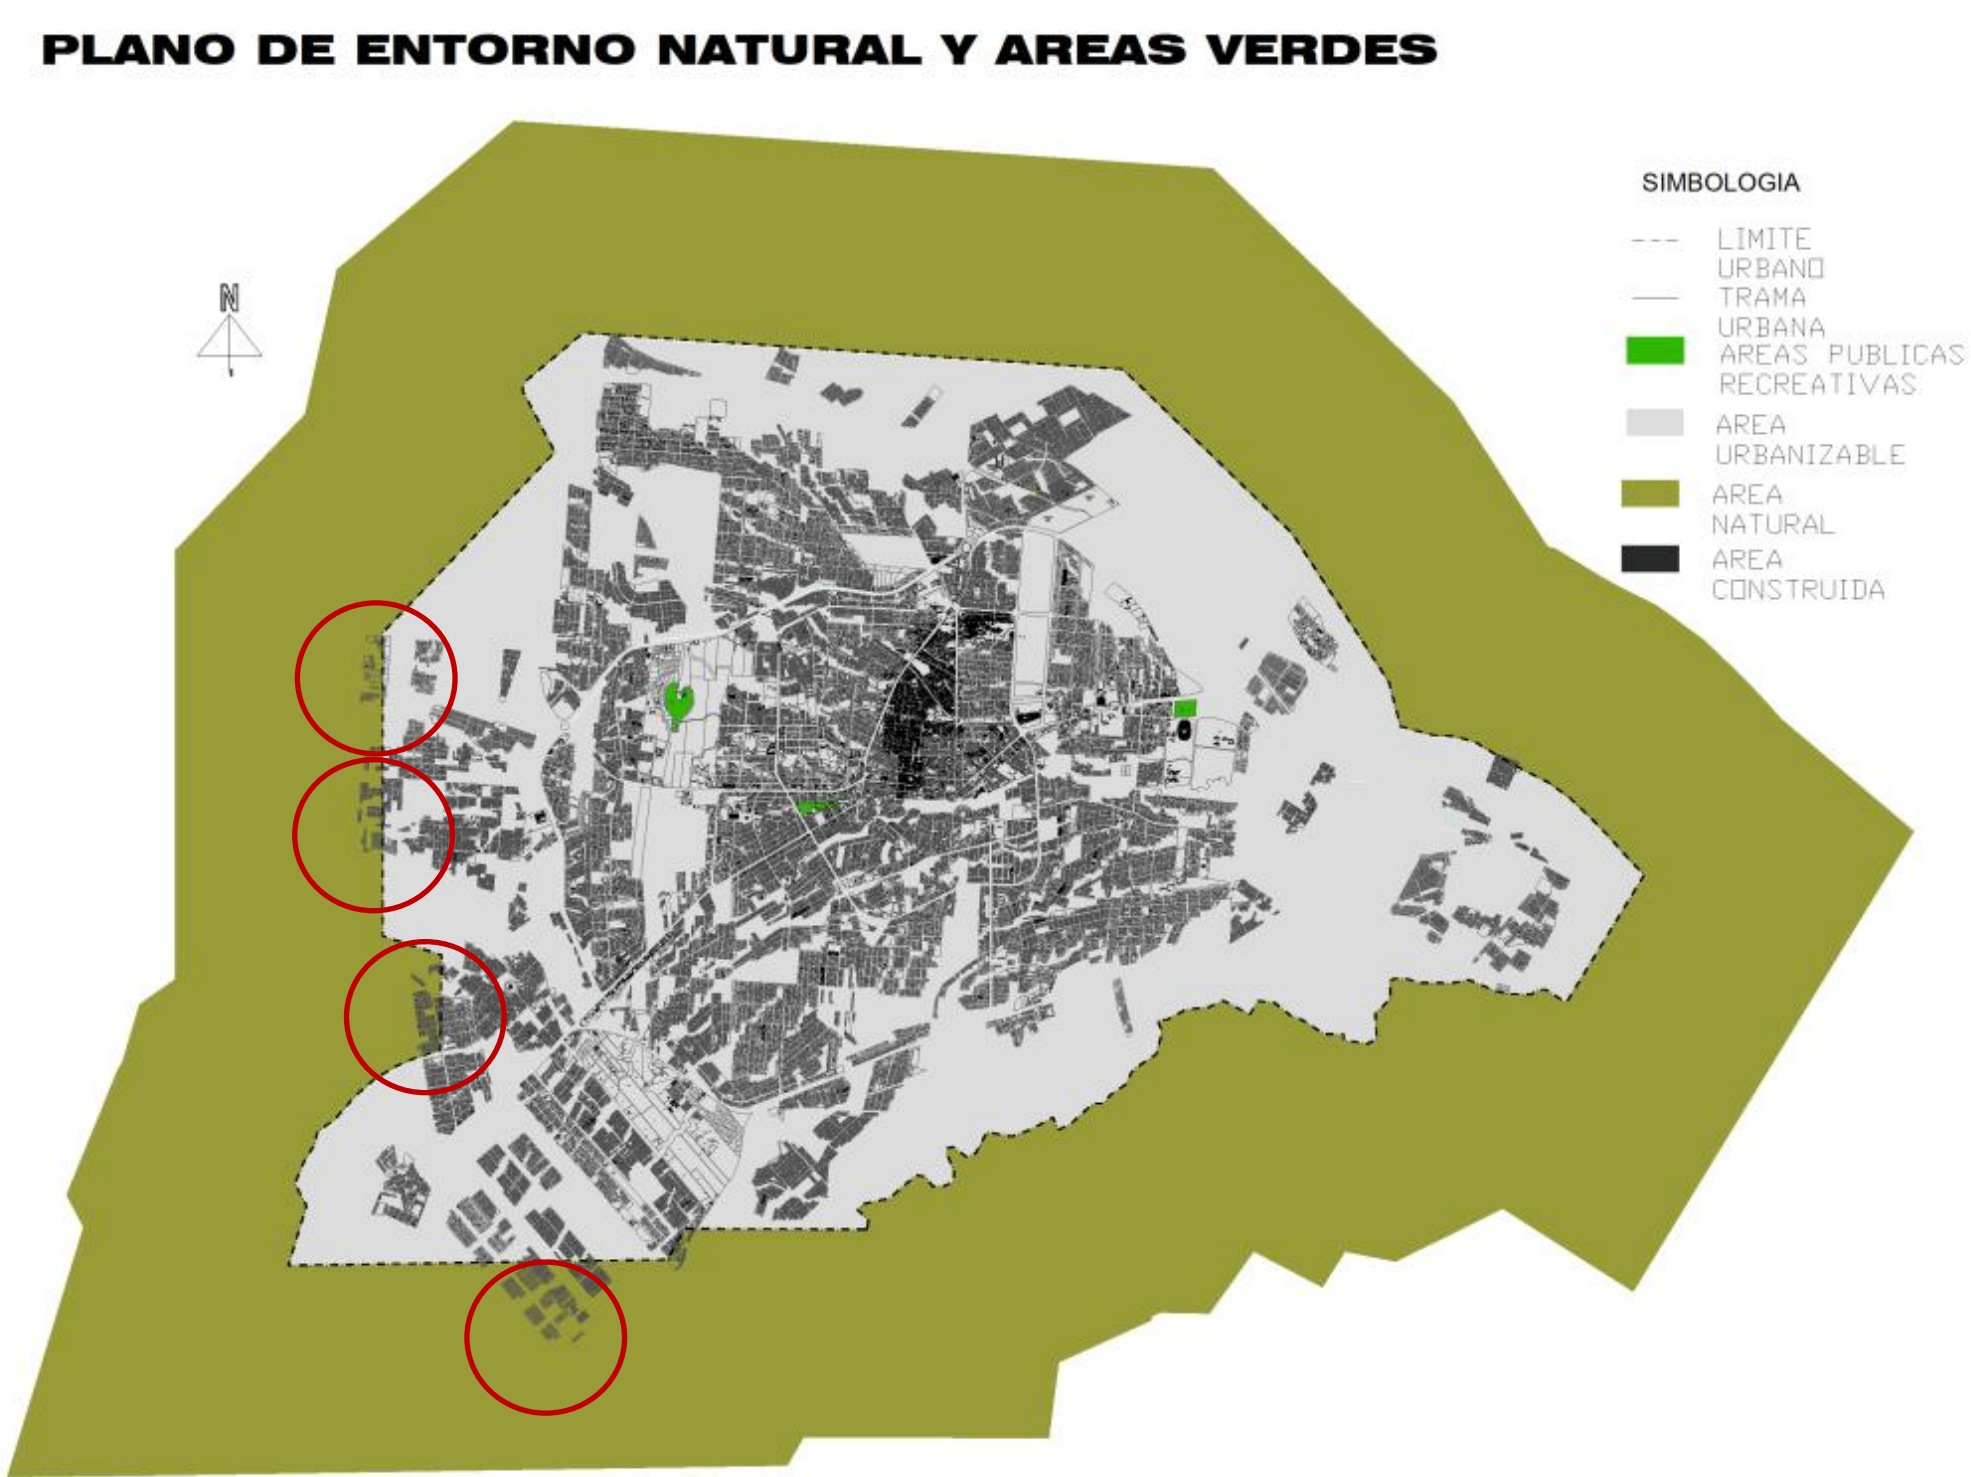 PLANO DE ENTORNO NATURAL Y AREAS VERDES
N
SIMBOLOGIA
LIMITE
URBANO
TRAMA
URBANA
AREAS PUBLICAS
RECREATIVAS
AREA
URBANIZABLE
AREA
NATURAL
AREA
CONSTRUIDA